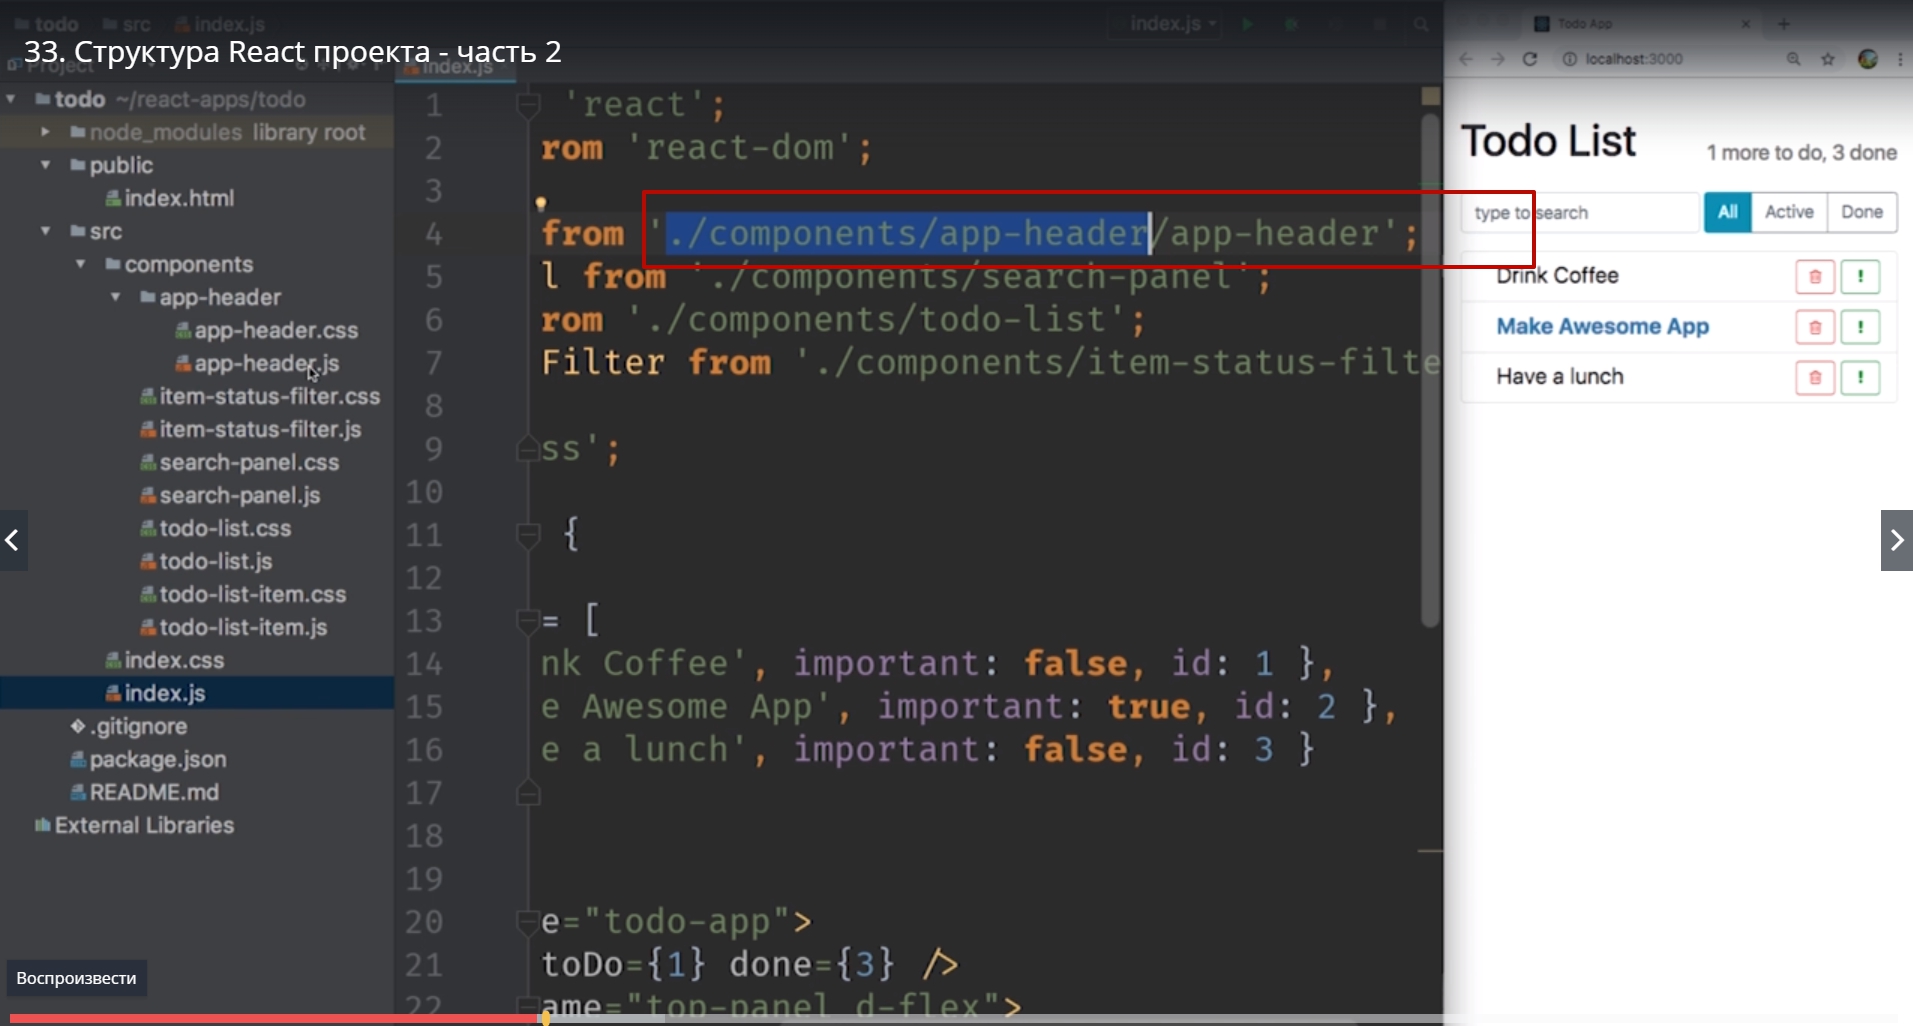 todo src index.js
index.js
33. Структура React проекта - часть 2
Project
index.js
todo ~/react-apps/todo
node_modules library root
public
index.html
src
components
app-header
app-header.css
app-header.js
item-status-filter.css
item-status-filter.js
search-panel.css
search-panel.js
todo-list.css
todo-list.js
todo-list-item.css
todo-list-item.js
index.css
index.js
.gitignore
package.json
README.md
External Libraries
Воспроизвести
1 'react';
2 rom 'react-dom';
3
4 from './components/app-header/app-header';
5 l from './components/search-panel';
6 rom './components/todo-list';
7 Filter from './components/item-status-filte
8
9 ss';
10
11 {
12
13 = [
14 nk Coffee', important: false, id: 1 },
15 e Awesome App', important: true, id: 2 },
16 e a lunch', important: false, id: 3 }
17
18
19
20 e="todo-app">
21 toDo={1} done={3} />
22 ame="top-panel d-flex">
Todo App
localhost:3000
Todo List
1 more to do, 3 done
type to search All Active Done
Drink Coffee !
Make Awesome App !
Have a lunch !